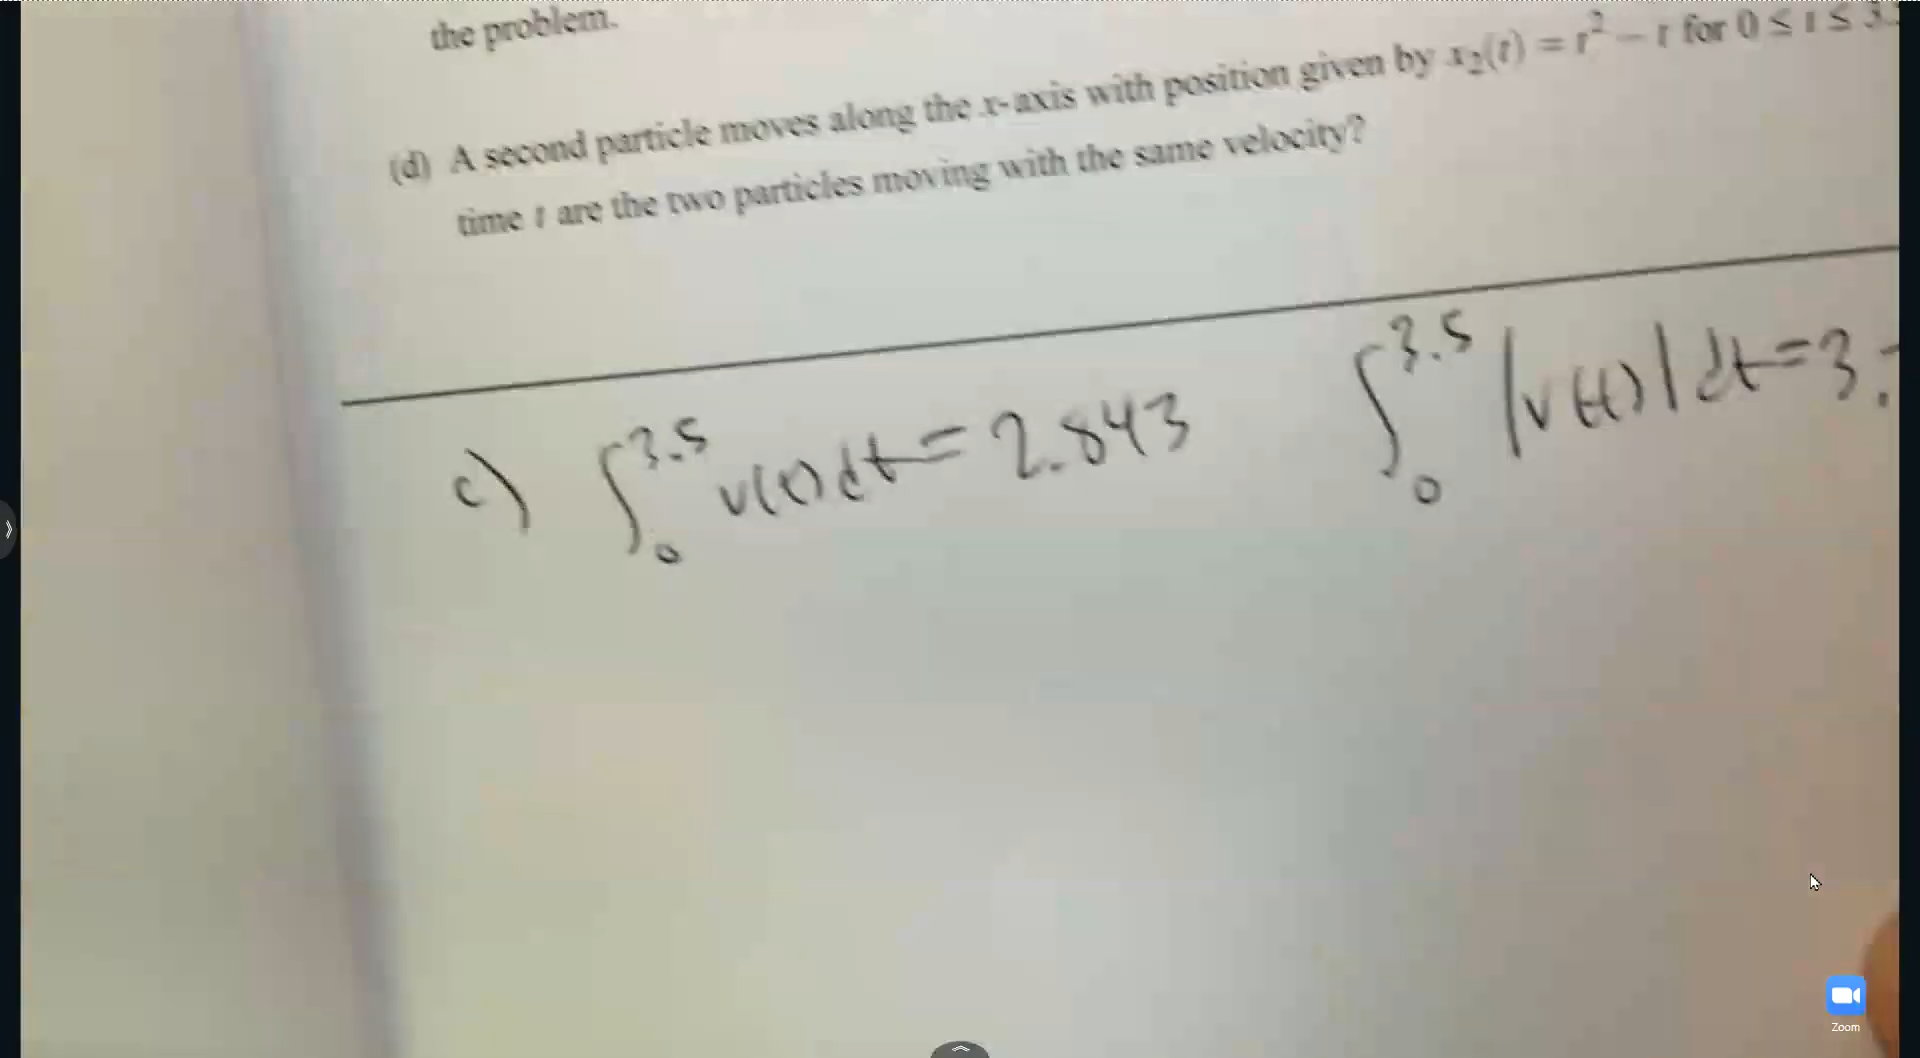 the problem.
(d) A second particle moves along the x-axis with position given by x₂(t) = t² − t for 0 ≤ t ≤ 3.
time t are the two particles moving with the same velocity?
c) ∫₀^3.5 v(t) dt = 2.843 ∫₀^3.5 |v(t)| dt = 3.
Zoom